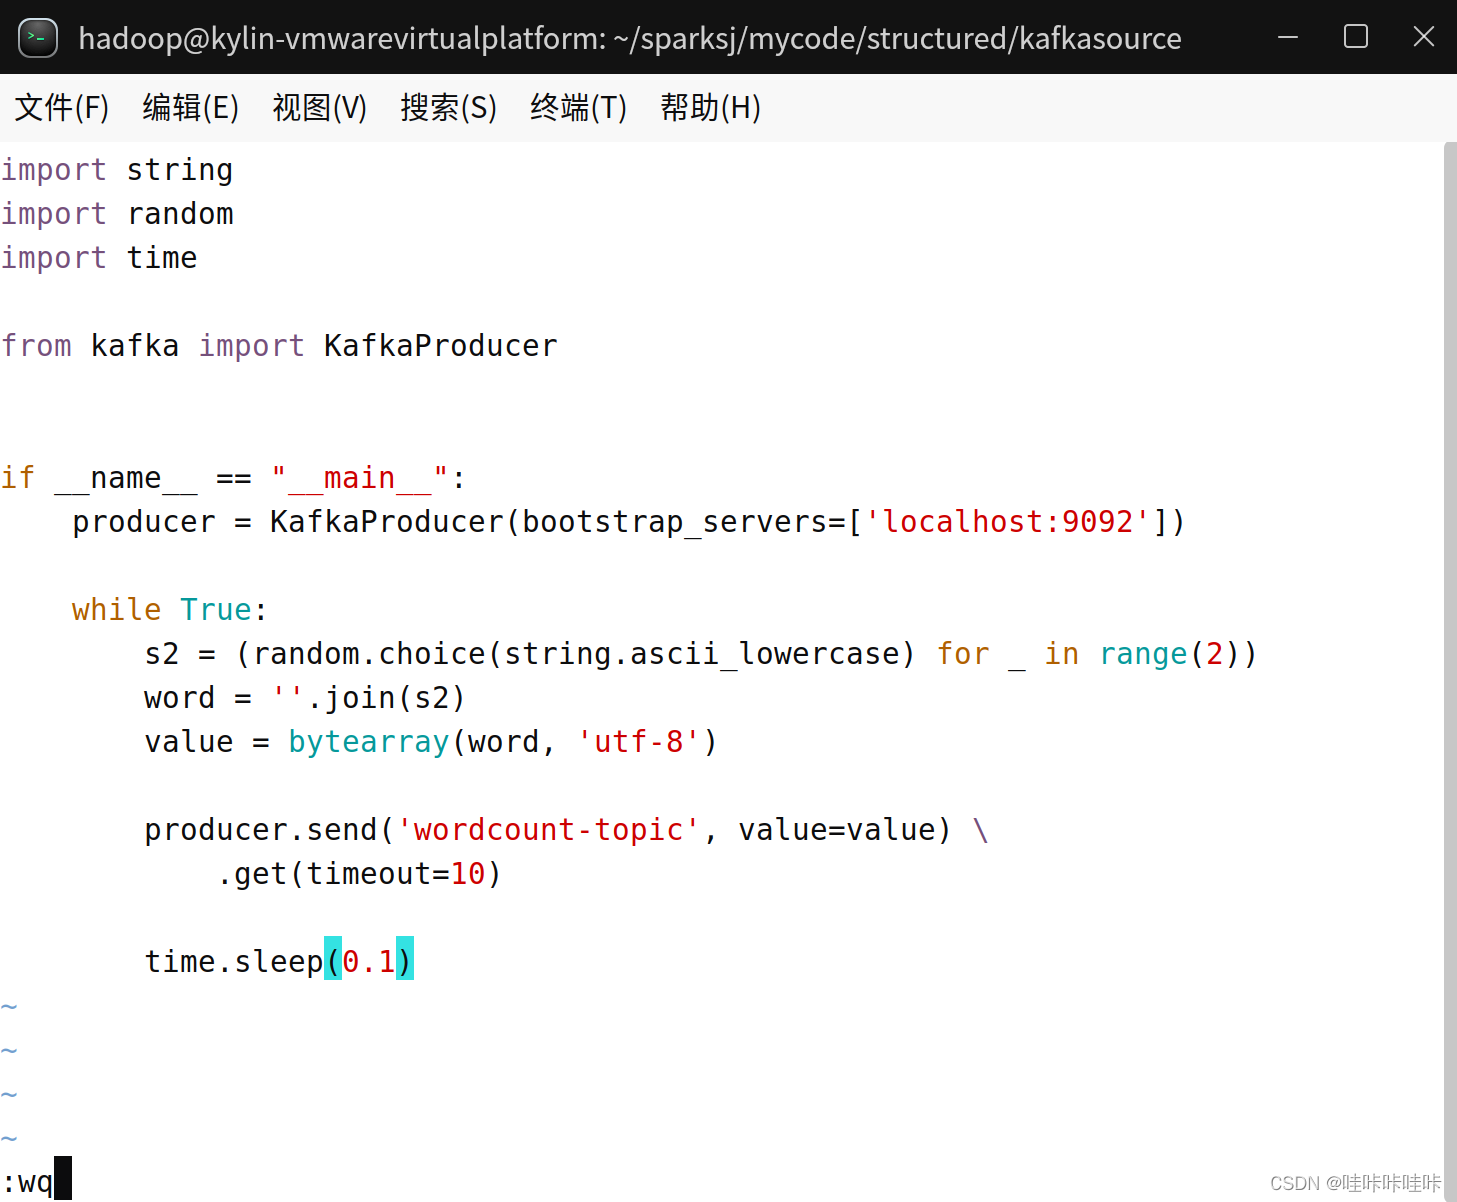 hadoop@kylin-vmwarevirtualplatform: ~/sparksj/mycode/structured/kafkasource
文件(F) 编辑(E) 视图(V) 搜索(S) 终端(T) 帮助(H)
import string
import random
import time
from kafka import KafkaProducer
if __name__ == "__main__":
    producer = KafkaProducer(bootstrap_servers=['localhost:9092'])
    while True:
        s2 = (random.choice(string.ascii_lowercase) for _ in range(2))
        word = ''.join(s2)
        value = bytearray(word, 'utf-8')
        producer.send('wordcount-topic', value=value) \
            .get(timeout=10)
        time.sleep(0.1)
~
~
~
~
:wq
CSDN @哇咔咔哇咔